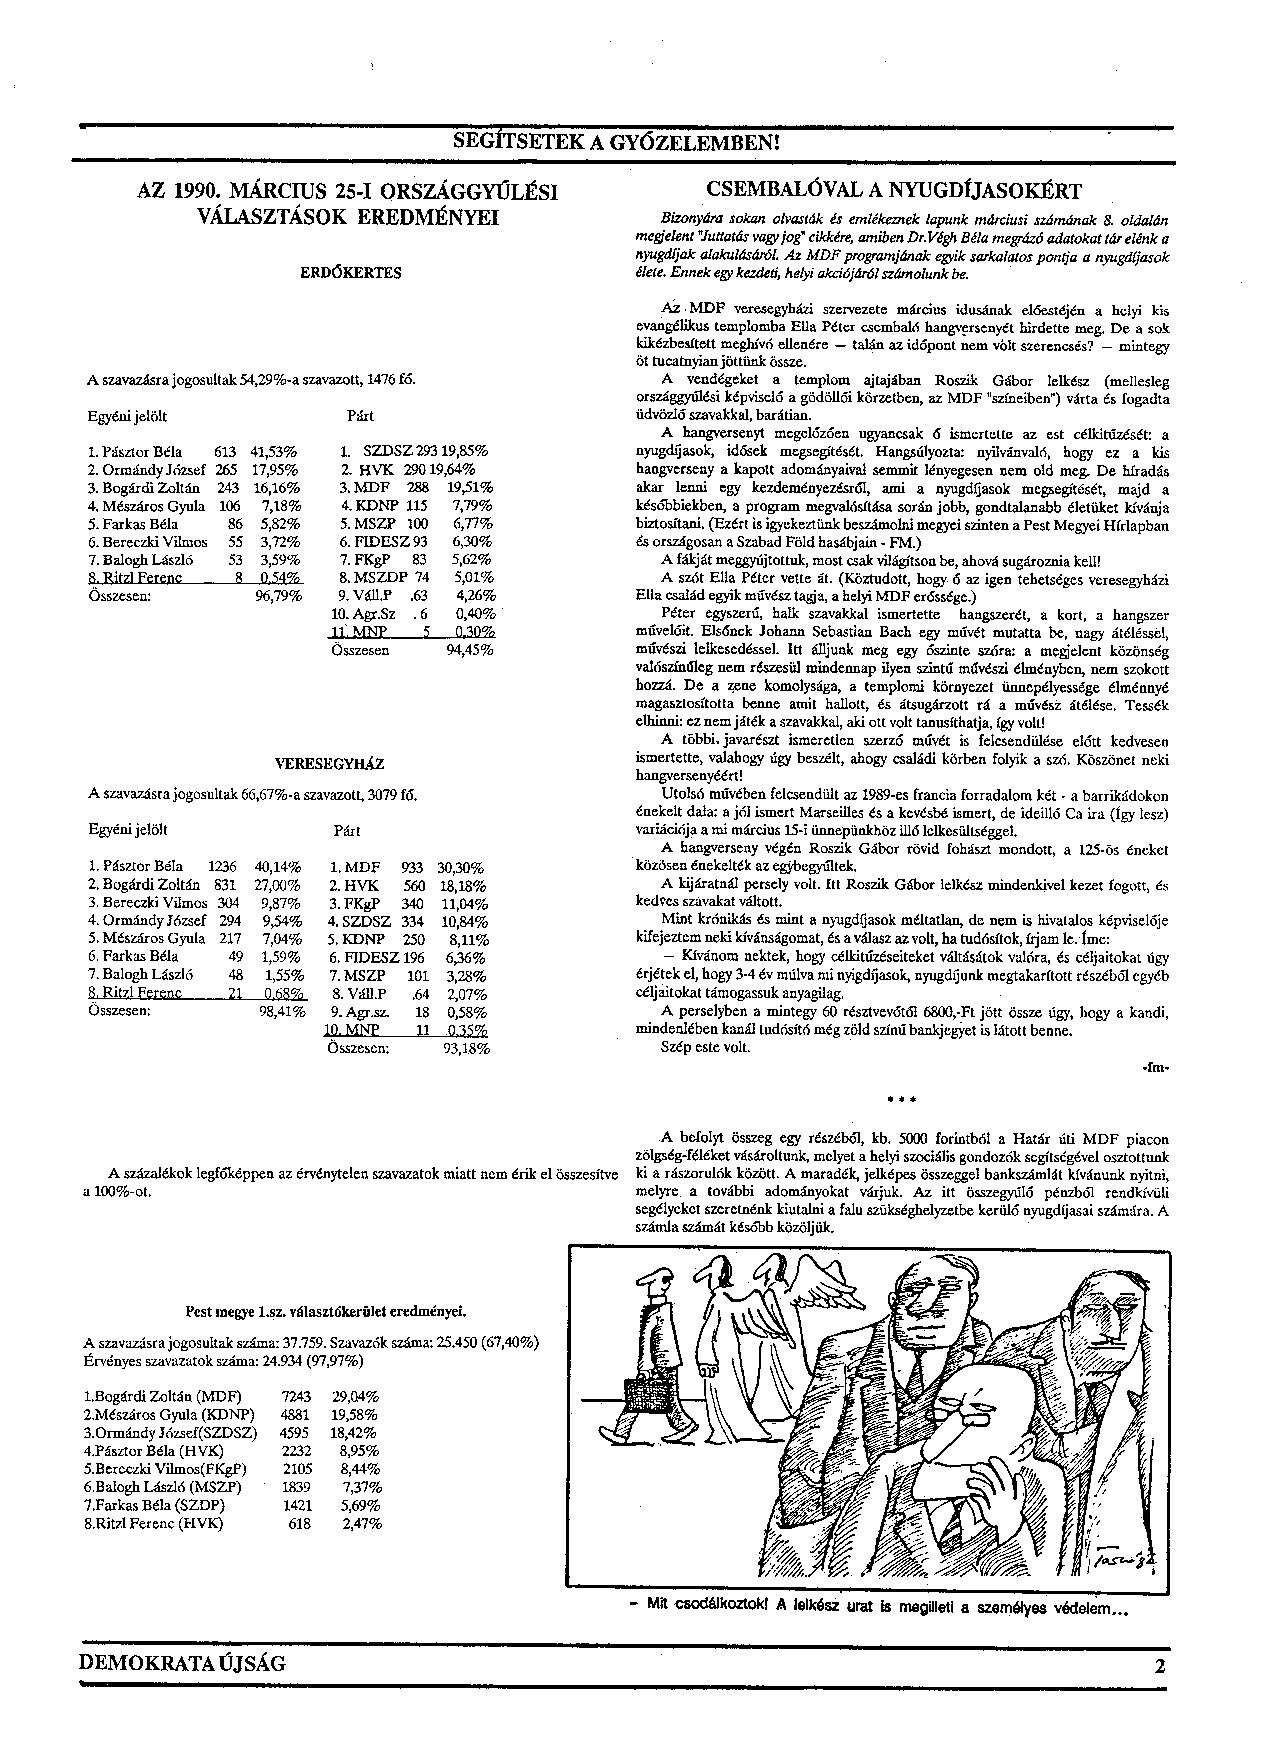 SEGÍTSETEK A GYŐZELEMBEN!
AZ 1990. MÁRCIUS 25-I ORSZÁGGYŰLÉSI
VÁLASZTÁSOK EREDMÉNYEI
ERDŐKERTES
A szavazásra jogosultak 54,29%-a szavazott, 1476 fő.
Egyéni jelölt Párt
1. Pásztor Béla 613 41,53% 1. SZDSZ 293 19,85%
2. Ormándy József 265 17,95% 2. HVK 290 19,64%
3. Bogárdi Zoltán 243 16,16% 3. MDF 288 19,51%
4. Mészáros Gyula 106 7,18% 4. KDNP 115 7,79%
5. Farkas Béla 86 5,82% 5. MSZP 100 6,77%
6. Bereczki Vilmos 55 3,72% 6. FIDESZ 93 6,30%
7. Balogh László 53 3,59% 7. FKgP 83 5,62%
8. Ritzl Ferenc 8 0,54% 8. MSZDP 74 5,01%
Összesen: 96,79% 9. Váll.P .63 4,26%
10. Agr.Sz . 6 0,40%
11. MNP 5 0,30%
Összesen 94,45%
VERESEGYHÁZ
A szavazásra jogosultak 66,67%-a szavazott, 3079 fő.
Egyéni jelölt Párt
1. Pásztor Béla 1236 40,14% 1. MDF 933 30,30%
2. Bogárdi Zoltán 831 27,00% 2. HVK 560 18,18%
3. Bereczki Vilmos 304 9,87% 3. FKgP 340 11,04%
4. Ormándy József 294 9,54% 4. SZDSZ 334 10,84%
5. Mészáros Gyula 217 7,04% 5. KDNP 250 8,11%
6. Farkas Béla 49 1,59% 6. FIDESZ 196 6,36%
7. Balogh László 48 1,55% 7. MSZP 101 3,28%
8. Ritzl Ferenc 21 0,68% 8. Váll.P .64 2,07%
Összesen: 98,41% 9. Agr.sz. 18 0,58%
10. MNP 11 0,35%
Összesen: 93,18%
A százalékok legfőképpen az érvénytelen szavazatok miatt nem érik el összesítve
a 100%-ot.
Pest megye 1.sz. választókerület eredményei.
A szavazásra jogosultak száma: 37.759. Szavazók száma: 25.450 (67,40%)
Érvényes szavazatok száma: 24.934 (97,97%)
1.Bogárdi Zoltán (MDF) 7243 29,04%
2.Mészáros Gyula (KDNP) 4881 19,58%
3.Ormándy József(SZDSZ) 4595 18,42%
4.Pásztor Béla (HVK) 2232 8,95%
5.Bereczki Vilmos(FKgP) 2105 8,44%
6.Balogh László (MSZP) 1839 7,37%
7.Farkas Béla (SZDP) 1421 5,69%
8.Ritzl Ferenc (HVK) 618 2,47%
CSEMBALÓVAL A NYUGDÍJASOKÉRT
Bizonyára sokan olvasták és emlékeznek lapunk márciusi számának 8. oldalán
megjelent "Juttatás vagy jog" cikkére, amiben Dr.Végh Béla megrázó adatokat tár elénk a
nyugdíjak alakulásáról. Az MDF programjának egyik sarkalatos pontja a nyugdíjasok
élete. Ennek egy kezdeti, helyi akciójáról számolunk be.
Az MDF veresegyházi szervezete március idusának előestéjén a helyi kis
evangélikus templomba Ella Péter csembaló hangversenyét hirdette meg. De a sok
kikézbesített meghívó ellenére — talán az időpont nem volt szerencsés? — mintegy
öt tucatnyian jöttünk össze.
A vendégeket a templom ajtajában Roszik Gábor lelkész (mellesleg
országgyűlési képviselő a gödöllői körzetben, az MDF "színeiben") várta és fogadta
üdvözlő szavakkal, barátian.
A hangversenyt megelőzően ugyancsak ő ismertette az est célkitűzését: a
nyugdíjasok, idősek megsegítését. Hangsúlyozta: nyilvánvaló, hogy ez a kis
hangverseny a kapott adományaival semmit lényegesen nem old meg. De híradás
akar lenni egy kezdeményezésről, ami a nyugdíjasok megsegítését, majd a
későbbiekben, a program megvalósítása során jobb, gondtalanabb életüket kívánja
biztosítani. (Ezért is igyekeztünk beszámolni megyei szinten a Pest Megyei Hírlapban
és országosan a Szabad Föld hasábjain - FM.)
A fákját meggyújtottuk, most csak világítson be, ahová sugároznia kell!
A szót Ella Péter vette át. (Köztudott, hogy ő az igen tehetséges veresegyházi
Ella család egyik művész tagja, a helyi MDF erőssége.)
Péter egyszerű, halk szavakkal ismertette hangszerét, a kort, a hangszer
művelőit. Elsőnek Johann Sebastian Bach egy művét mutatta be, nagy átéléssel,
művészi lelkesedéssel. Itt álljunk meg egy őszinte szóra: a megjelent közönség
valószínűleg nem részesül mindennap ilyen szintű művészi élményben, nem szokott
hozzá. De a zene komolysága, a templomi környezet ünnepélyessége élménnyé
magasztosította benne amit hallott, és átsugárzott rá a művész átélése. Tessék
elhinni: ez nem játék a szavakkal, aki ott volt tanusíthatja, így volt!
A többi, javarészt ismeretlen szerző művét is felcsendülése előtt kedvesen
ismertette, valahogy úgy beszélt, ahogy családi körben folyik a szó. Köszönet neki
hangversenyéért!
Utolsó művében felcsendült az 1989-es francia forradalom két - a barrikádokon
énekelt dala: a jól ismert Marseilles és a kevésbé ismert, de ideillő Ca ira (Így lesz)
variációja a mi március 15-i ünnepünkhöz illő lelkesültséggel.
A hangverseny végén Roszik Gábor rövid fohászt mondott, a 125-ös éneket
közösen énekelték az egybegyűltek.
A kijáratnál persely volt. Itt Roszik Gábor lelkész mindenkivel kezet fogott, és
kedves szavakat váltott.
Mint krónikás és mint a nyugdíjasok méltatlan, de nem is hivatalos képviselője
kifejeztem neki kívánságomat, és a válasz az volt, ha tudósítok, írjam le. Íme:
— Kívánom nektek, hogy célkitűzéseiteket váltsátok valóra, és céljaitokat úgy
érjétek el, hogy 3-4 év múlva mi nyigdíjasok, nyugdíjunk megtakarított részéből egyéb
céljaitokat támogassuk anyagilag.
A perselyben a mintegy 60 résztvevőtől 6800,-Ft jött össze úgy, hogy a kandi,
mindenlében kanál tudósító még zöld színű bankjegyet is látott benne.
Szép este volt.
-fm-
* * *
A befolyt összeg egy részéből, kb. 5000 forintból a Határ úti MDF piacon
zölgség-féléket vásároltunk, melyet a helyi szociális gondozók segítségével osztottunk
ki a rászorulók között. A maradék, jelképes összeggel bankszámlát kívánunk nyitni,
melyre a további adományokat várjuk. Az itt összegyűlő pénzből rendkívüli
segélyeket szeretnénk kiutalni a falu szükséghelyzetbe kerülő nyugdíjasai számára. A
számla számát később közöljük.
- Mit csodálkoztok! A lelkész urat is megilleti a személyes védelem...
DEMOKRATA ÚJSÁG 2